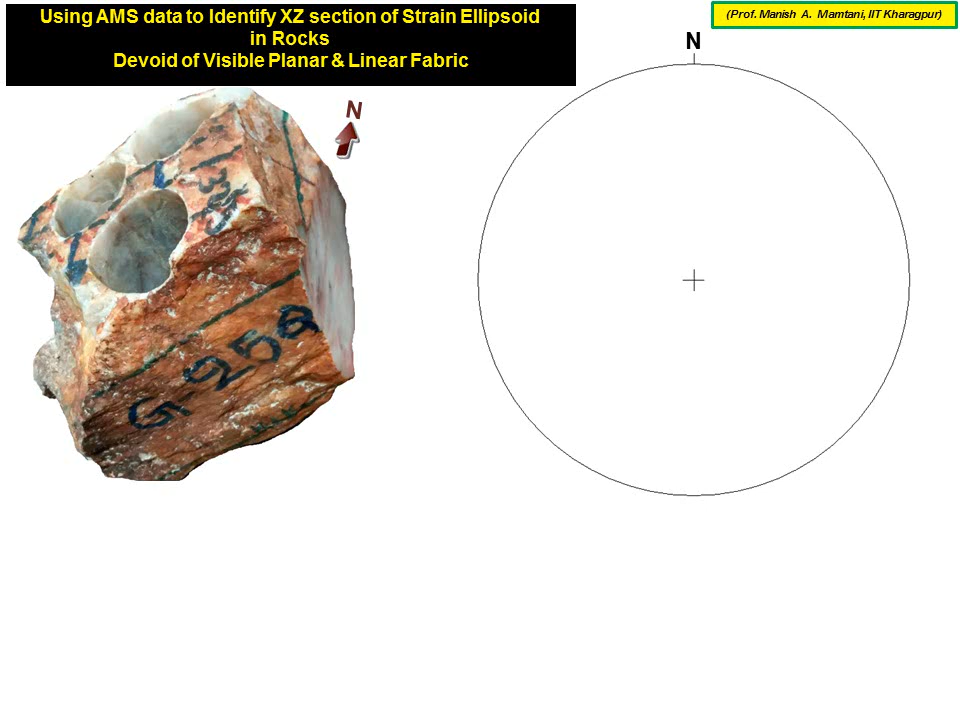 Using AMS data to Identify XZ section of Strain Ellipsoid
in Rocks
Devoid of Visible Planar & Linear Fabric
(Prof. Manish A. Mamtani, IIT Kharagpur)
N
N
G 25a